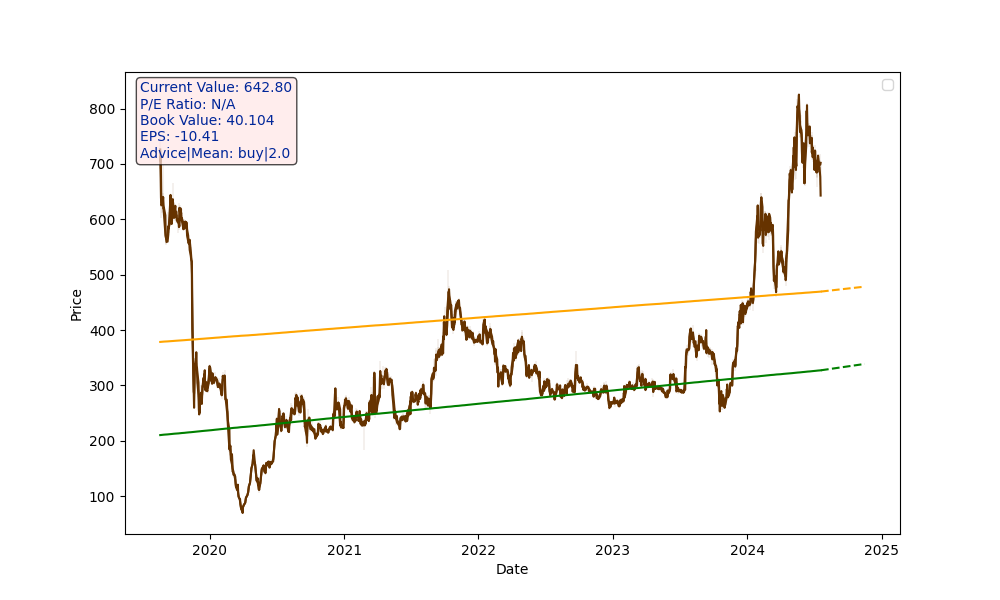 Current Value: 642.80
P/E Ratio: N/A
Book Value: 40.104
EPS: -10.41
Advice|Mean: buy|2.0
800
700
600
500
400
300
200
100
Price
2020 2021 2022 2023 2024 2025
Date